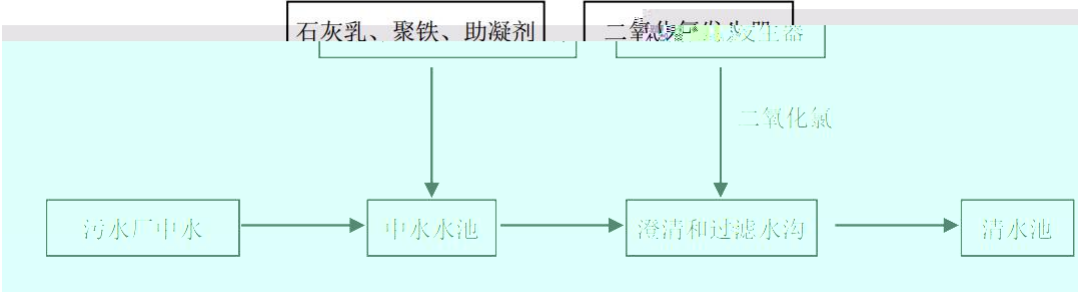 石灰乳、聚铁、助凝剂
二氧化氯发生器
二氧化氯
污水厂中水
中水水池
澄清和过滤水沟
清水池